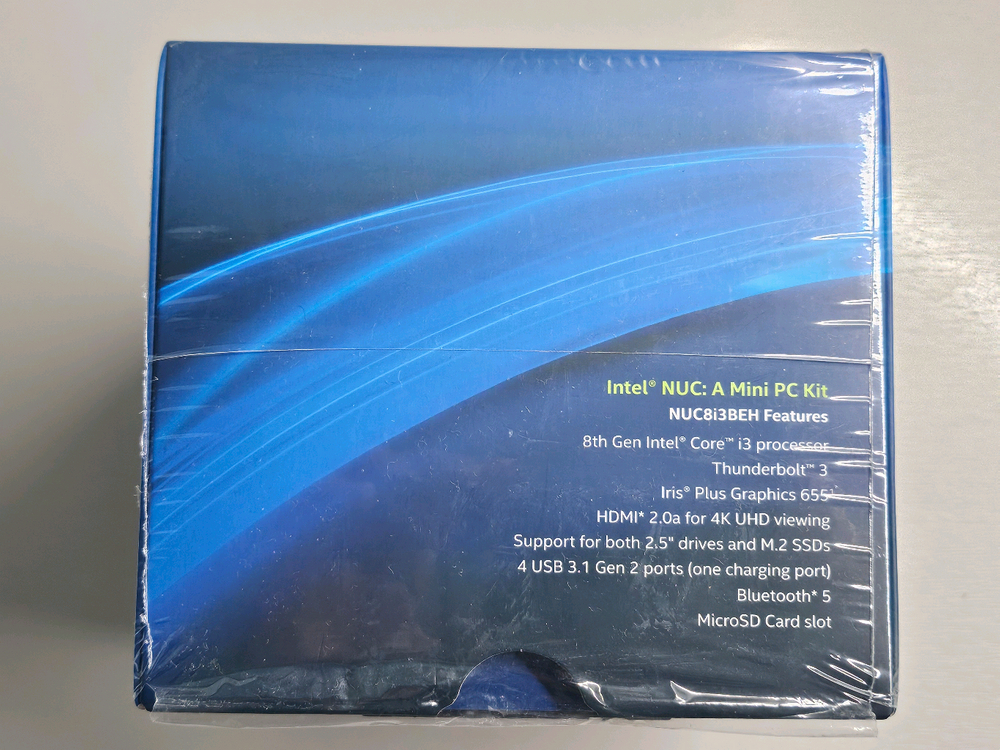 Intel® NUC: A Mini PC Kit
NUC8i3BEH Features
8th Gen Intel® Core™ i3 processor
Thunderbolt™ 3
Iris® Plus Graphics 655
HDMI* 2.0a for 4K UHD viewing
Support for both 2.5" drives and M.2 SSDs
4 USB 3.1 Gen 2 ports (one charging port)
Bluetooth* 5
MicroSD Card slot